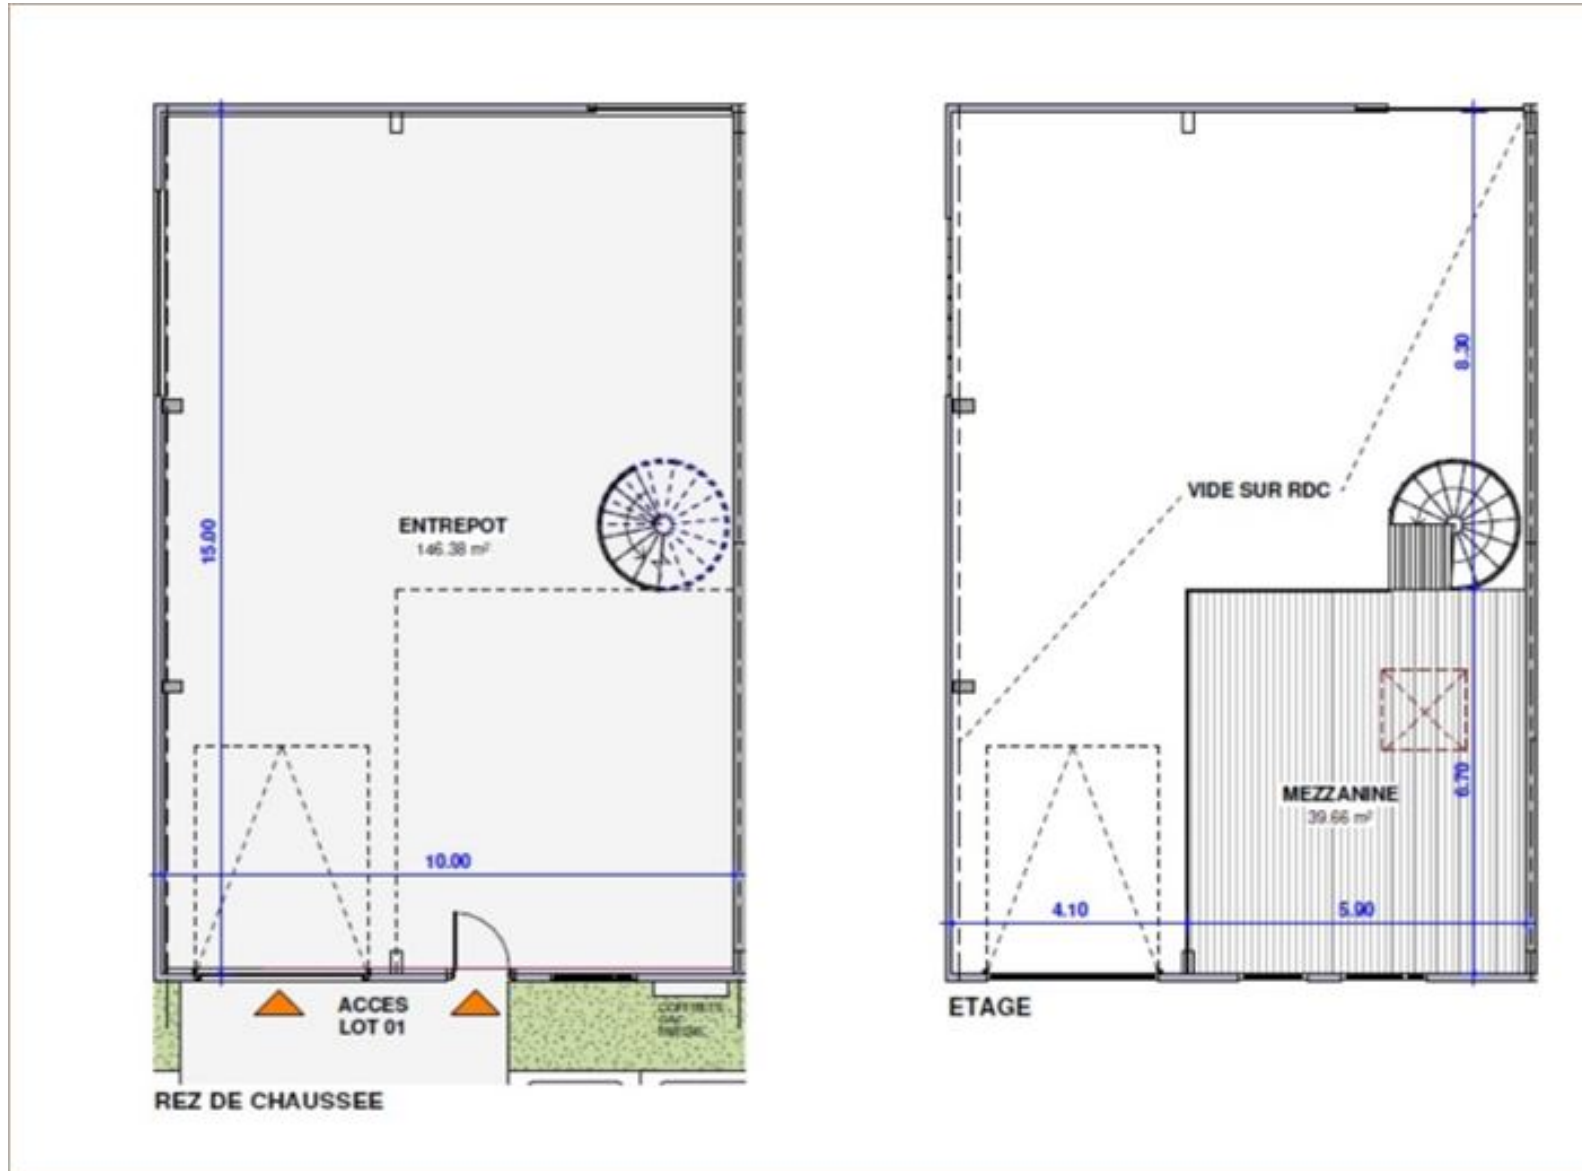 15.00
ENTREPOT
146.38 m²
10.00
ACCES
LOT 01
REZ DE CHAUSSEE
8.30
VIDE SUR RDC
6.70
MEZZANINE
39.66 m²
4.10
5.90
ETAGE